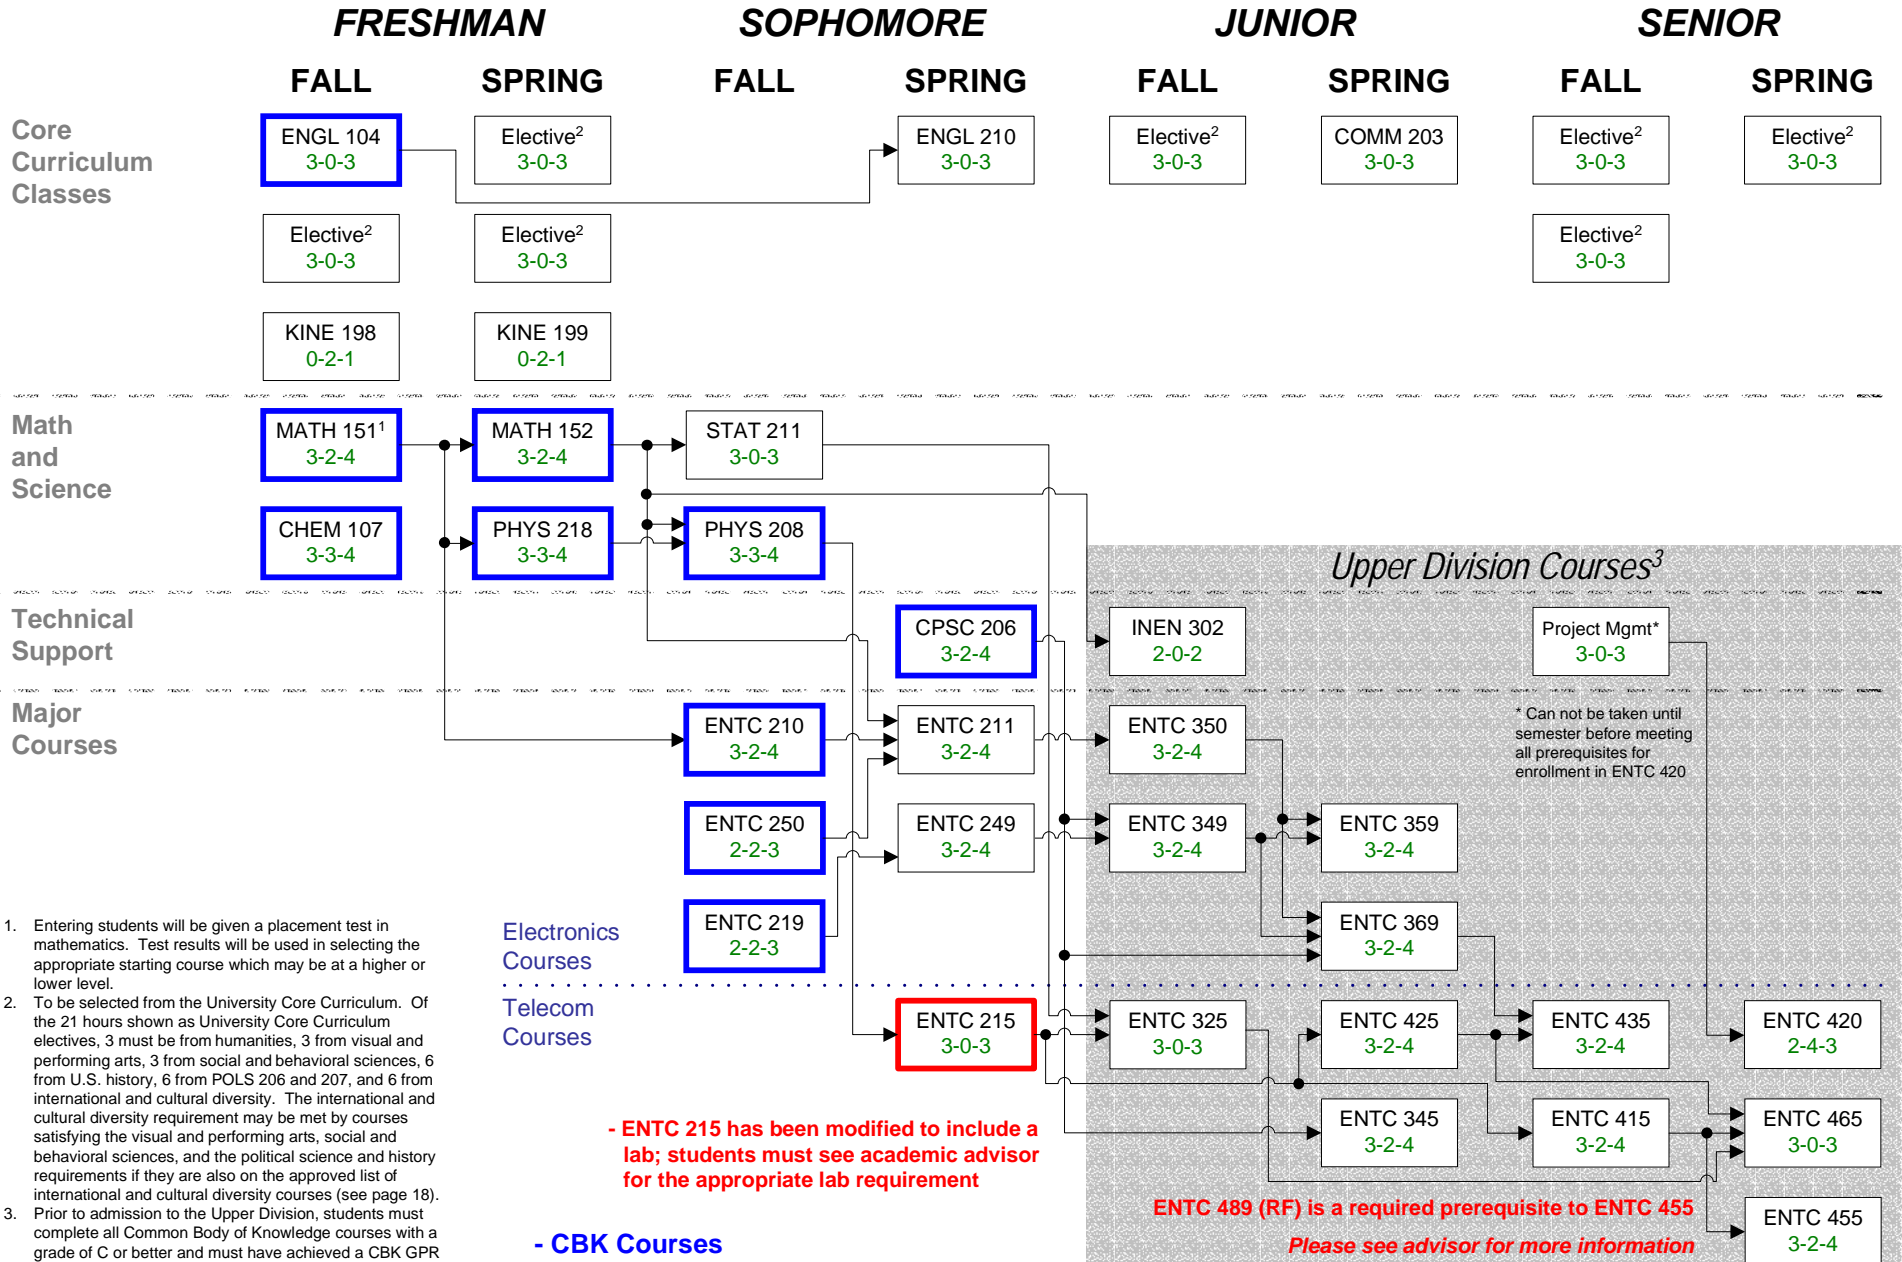 FRESHMAN
SOPHOMORE
JUNIOR
SENIOR
FALL
SPRING
FALL
SPRING
FALL
SPRING
FALL
SPRING
Core
Curriculum
Classes
ENGL 104
3-0-3
Elective2
3-0-3
ENGL 210
3-0-3
Elective2
3-0-3
COMM 203
3-0-3
Elective2
3-0-3
Elective2
3-0-3
Elective2
3-0-3
Elective2
3-0-3
Elective2
3-0-3
KINE 198
0-2-1
KINE 199
0-2-1
Math
and
Science
MATH 1511
3-2-4
MATH 152
3-2-4
STAT 211
3-0-3
CHEM 107
3-3-4
PHYS 218
3-3-4
PHYS 208
3-3-4
Upper Division Courses3
Technical
Support
CPSC 206
3-2-4
INEN 302
2-0-2
Project Mgmt*
3-0-3
Major
Courses
ENTC 210
3-2-4
ENTC 211
3-2-4
ENTC 350
3-2-4
* Can not be taken until
semester before meeting
all prerequisites for
enrollment in ENTC 420
ENTC 250
2-2-3
ENTC 249
3-2-4
ENTC 349
3-2-4
ENTC 359
3-2-4
Electronics
Courses
ENTC 219
2-2-3
ENTC 369
3-2-4
Telecom
Courses
ENTC 215
3-0-3
ENTC 325
3-0-3
ENTC 425
3-2-4
ENTC 435
3-2-4
ENTC 420
2-4-3
ENTC 345
3-2-4
ENTC 415
3-2-4
ENTC 465
3-0-3
ENTC 455
3-2-4
1. Entering students will be given a placement test in
mathematics. Test results will be used in selecting the
appropriate starting course which may be at a higher or
lower level.
2. To be selected from the University Core Curriculum. Of
the 21 hours shown as University Core Curriculum
electives, 3 must be from humanities, 3 from visual and
performing arts, 3 from social and behavioral sciences, 6
from U.S. history, 6 from POLS 206 and 207, and 6 from
international and cultural diversity. The international and
cultural diversity requirement may be met by courses
satisfying the visual and performing arts, social and
behavioral sciences, and the political science and history
requirements if they are also on the approved list of
international and cultural diversity courses (see page 18).
3. Prior to admission to the Upper Division, students must
complete all Common Body of Knowledge courses with a
grade of C or better and must have achieved a CBK GPR
- ENTC 215 has been modified to include a
lab; students must see academic advisor
for the appropriate lab requirement
- CBK Courses
ENTC 489 (RF) is a required prerequisite to ENTC 455
Please see advisor for more information